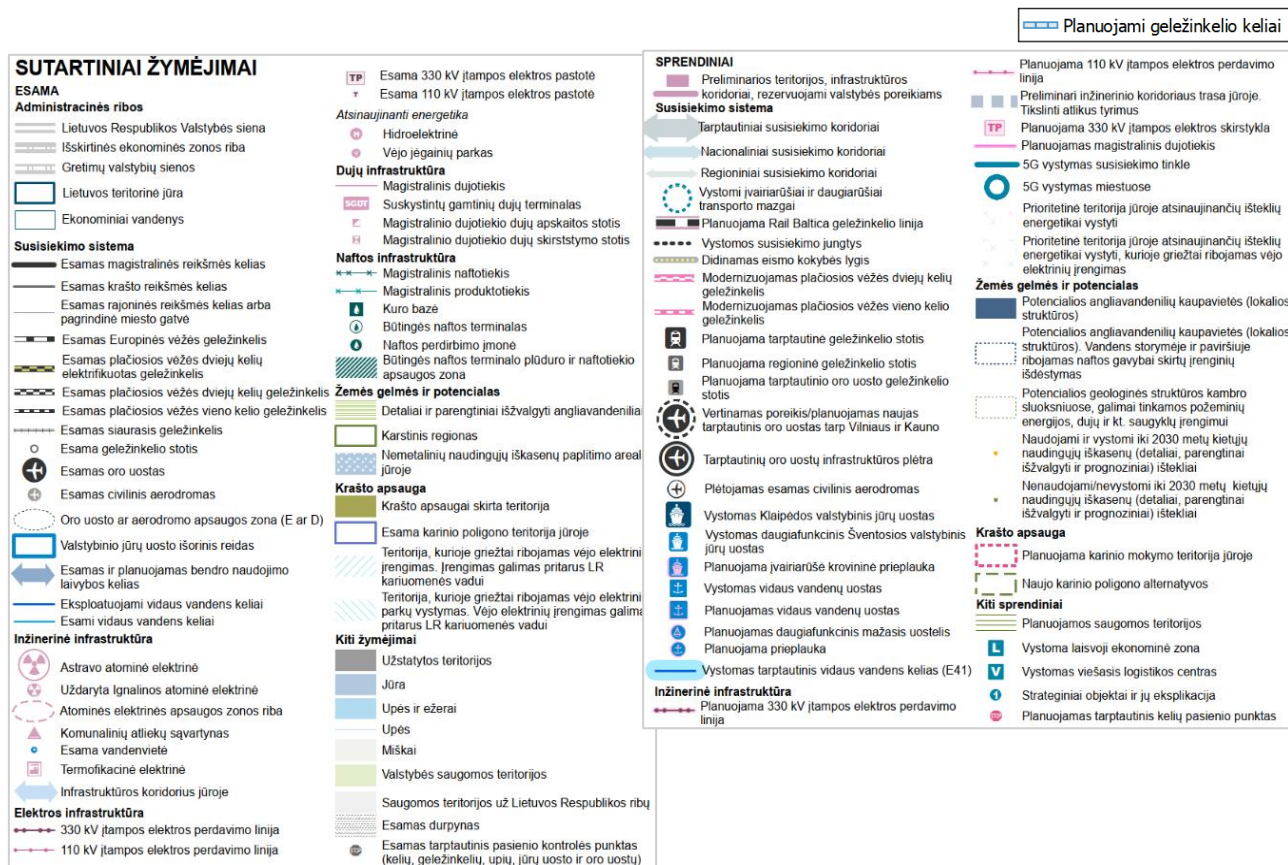 Planuojami geležinkelio keliai
SUTARTINIAI ŽYMĖJIMAI
ESAMA
Administracinės ribos
Lietuvos Respublikos Valstybės siena
Išskirtinės ekonominės zonos riba
Gretimų valstybių sienos
Lietuvos teritorinė jūra
Ekonominiai vandenys
Susisiekimo sistema
Esamas magistralinės reikšmės kelias
Esamas krašto reikšmės kelias
Esamas rajoninės reikšmės kelias arba
pagrindinė miesto gatvė
Esamas Europinės vėžės geležinkelis
Esamas plačiosios vėžės dviejų kelių
elektrifikuotas geležinkelis
Esamas plačiosios vėžės dviejų kelių geležinkelis
Esamas plačiosios vėžės vieno kelio geležinkelis
Esamas siaurasis geležinkelis
Esama geležinkelio stotis
Esamas oro uostas
Esamas civilinis aerodromas
Oro uosto ar aerodromo apsaugos zona (E ar D)
Valstybinio jūrų uosto išorinis reidas
Esamas ir planuojamas bendro naudojimo
laivybos kelias
Eksploatuojami vidaus vandens keliai
Esami vidaus vandens keliai
Inžinerinė infrastruktūra
Astravo atominė elektrinė
Uždaryta Ignalinos atominė elektrinė
Atominės elektrinės apsaugos zonos riba
Komunalinių atliekų sąvartynas
Esama vandenvietė
Termofikacinė elektrinė
Infrastruktūros koridorius jūroje
Elektros infrastruktūra
330 kV įtampos elektros perdavimo linija
110 kV įtampos elektros perdavimo linija
TP Esama 330 kV įtampos elektros pastotė
T Esama 110 kV įtampos elektros pastotė
Atsinaujinanti energetika
H Hidroelektrinė
Vėjo jėgainių parkas
Dujų infrastruktūra
Magistralinis dujotiekis
SGDT Suskystintų gamtinių dujų terminalas
Magistralinio dujotiekio dujų apskaitos stotis
Magistralinio dujotiekio dujų skirststymo stotis
Naftos infrastruktūra
Magistralinis naftotiekis
Magistralinis produktotiekis
Kuro bazė
Būtingės naftos terminalas
Naftos perdirbimo įmonė
Būtingės naftos terminalo plūduro ir naftotiekio
apsaugos zona
Žemės gelmės ir potencialas
Detaliai ir parengtiniai išžvalgyti angliavandeniliai
Karstinis regionas
Nemetalinių naudingųjų iškasenų paplitimo areal
jūroje
Krašto apsauga
Krašto apsaugai skirta teritorija
Esama karinio poligono teritorija jūroje
Teritorija, kurioje griežtai ribojamas vėjo elektrini
įrengimas. Įrengimas galimas pritarus LR
kariuomenės vadui
Teritorija, kurioje griežtai ribojamas vėjo elektrini
parkų vystymas. Vėjo elektrinių įrengimas galima
pritarus LR kariuomenės vadui
Kiti žymėjimai
Užstatytos teritorijos
Jūra
Upės ir ežerai
Upės
Miškai
Valstybės saugomos teritorijos
Saugomos teritorijos už Lietuvos Respublikos ribų
Esamas durpynas
Esamas tarptautinis pasienio kontrolės punktas
(kelių, geležinkelių, upių, jūrų uosto ir oro uostų)
SPRENDINIAI
Preliminarios teritorijos, infrastruktūros
koridoriai, rezervuojami valstybės poreikiams
Susisiekimo sistema
Tarptautiniai susisiekimo koridoriai
Nacionaliniai susisiekimo koridoriai
Regioniniai susisiekimo koridoriai
Vystomi įvairiarūšiai ir daugiarūšiai
transporto mazgai
Planuojama Rail Baltica geležinkelio linija
Vystomos susisiekimo jungtys
Didinamas eismo kokybės lygis
Modernizuojamas plačiosios vėžės dviejų kelių
geležinkelis
Modernizuojamas plačiosios vėžės vieno kelio
geležinkelis
Planuojama tarptautinė geležinkelio stotis
Planuojama regioninė geležinkelio stotis
Planuojama tarptautinio oro uosto geležinkelio
stotis
Vertinamas poreikis/planuojamas naujas
tarptautinis oro uostas tarp Vilniaus ir Kauno
Tarptautinių oro uostų infrastruktūros plėtra
Plėtojamas esamas civilinis aerodromas
Vystomas Klaipėdos valstybinis jūrų uostas
Vystomas daugiafunkcinis Šventosios valstybinis
jūrų uostas
Planuojama įvairiarūšė krovininė prieplauka
Vystomas vidaus vandenų uostas
Planuojamas vidaus vandenų uostas
Planuojamas daugiafunkcinis mažasis uostelis
Planuojama prieplauka
Vystomas tarptautinis vidaus vandens kelias (E41)
Inžinerinė infrastruktūra
Planuojama 330 kV įtampos elektros perdavimo
linija
Planuojama 110 kV įtampos elektros perdavimo
linija
Preliminari inžinerinio koridoriaus trasa jūroje.
Tikslinti atlikus tyrimus
TP Planuojama 330 kV įtampos elektros skirstykla
Planuojamas magistralinis dujotiekis
5G vystymas susisiekimo tinkle
5G vystymas miestuose
Prioritetinė teritorija jūroje atsinaujinančių išteklių
energetikai vystyti
Prioritetinė teritorija jūroje atsinaujinančių išteklių
energetikai vystyti, kurioje griežtai ribojamas vėjo
elektrinių įrengimas
Žemės gelmės ir potencialas
Potencialios angliavandenilių kaupavietės (lokalios
struktūros)
Potencialios angliavandenilių kaupavietės (lokalios
struktūros). Vandens storymėje ir paviršiuje
ribojamas naftos gavybai skirtų įrenginių
išdėstymas
Potencialios geologinės struktūros kambro
sluoksniuose, galimai tinkamos požeminių
energijos, dujų ir kt. saugyklų įrengimui
Naudojami ir vystomi iki 2030 metų kietųjų
naudingųjų iškasenų (detaliai, parengtinai
išžvalgyti ir prognoziniai) ištekliai
Nenaudojami/nevystomi iki 2030 metų kietųjų
naudingųjų iškasenų (detaliai, parengtinai
išžvalgyti ir prognoziniai) ištekliai
Krašto apsauga
Planuojama karinio mokymo teritorija jūroje
Naujo karinio poligono alternatyvos
Kiti sprendiniai
Planuojamos saugomos teritorijos
L Vystoma laisvoji ekonominė zona
V Vystomas viešasis logistikos centras
1 Strateginiai objektai ir jų eksplikacija
Planuojamas tarptautinis kelių pasienio punktas